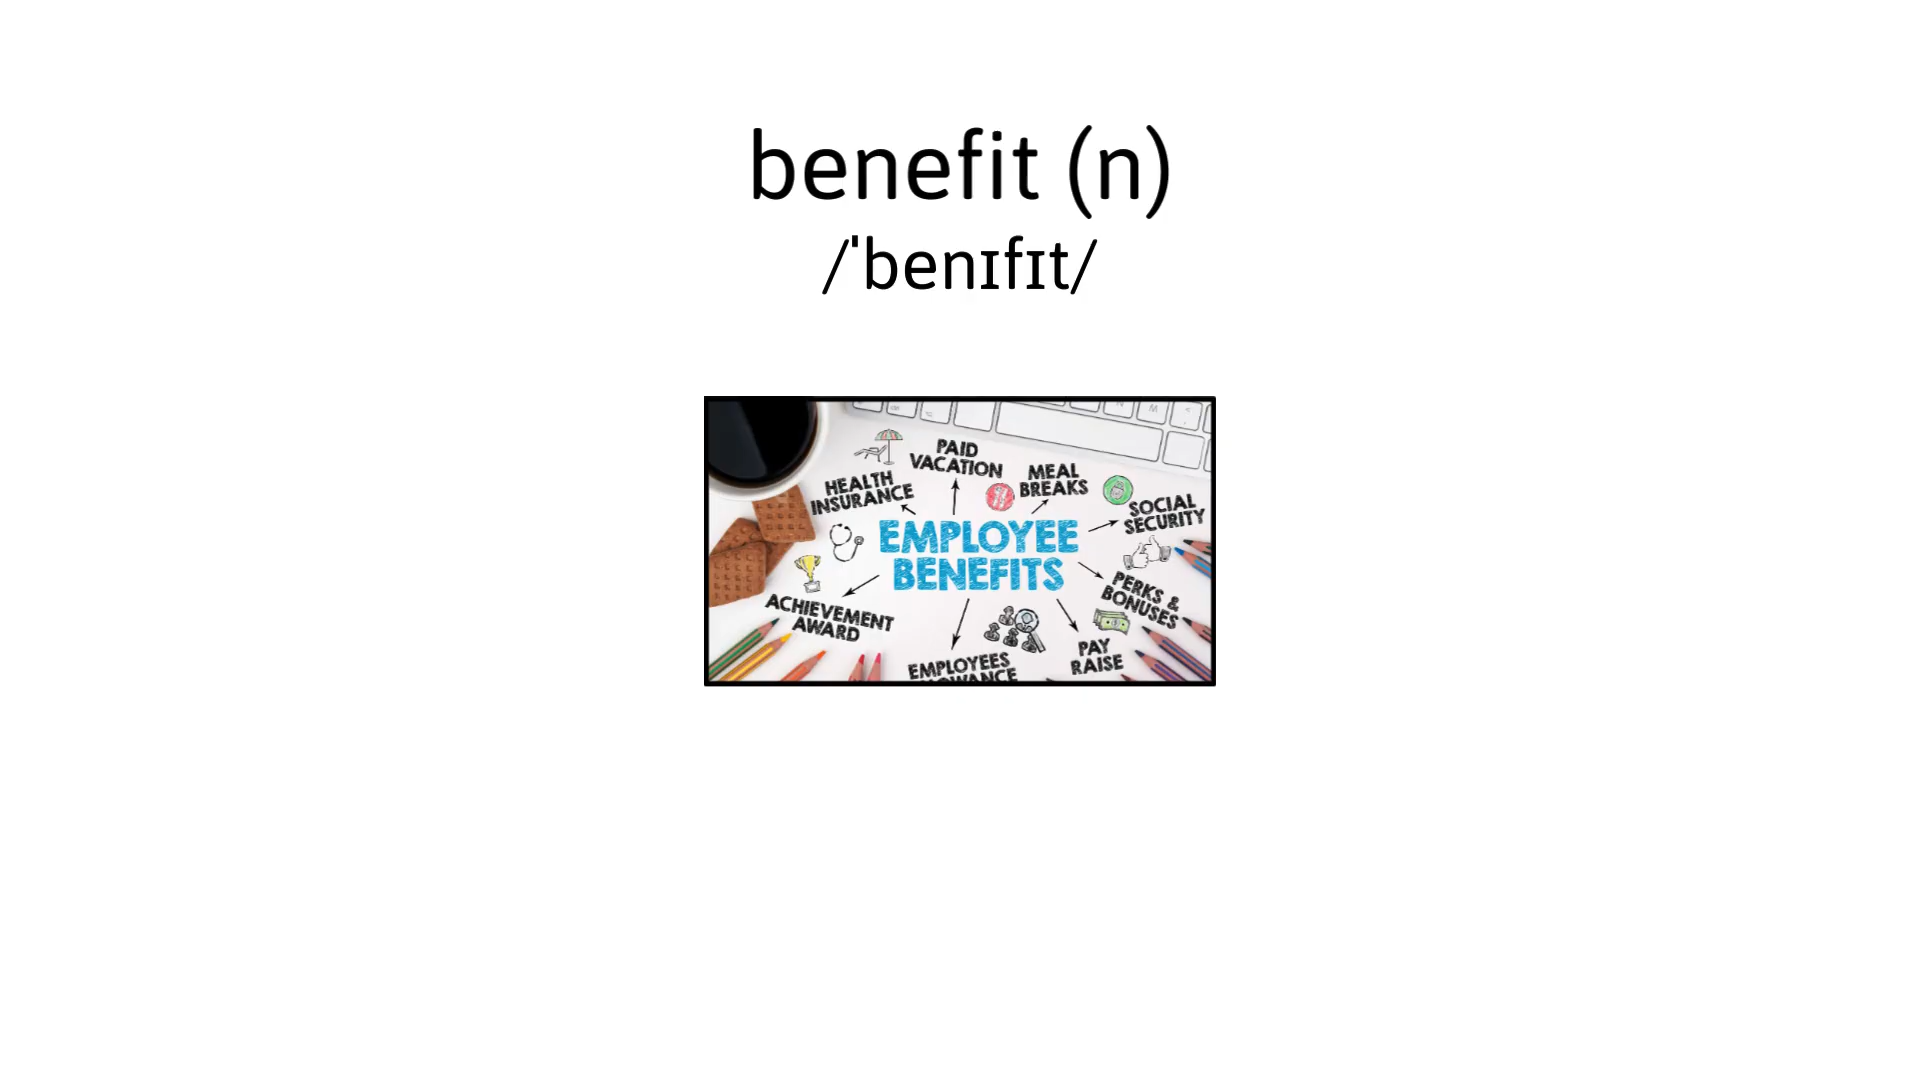 benefit (n)
/ˈbenɪfɪt/
PAID
VACATION
MEAL
BREAKS
HEALTH
INSURANCE
SOCIAL
SECURITY
EMPLOYEE
BENEFITS
PERKS &
BONUSES
ACHIEVEMENT
AWARD
PAY
RAISE
EMPLOYEES